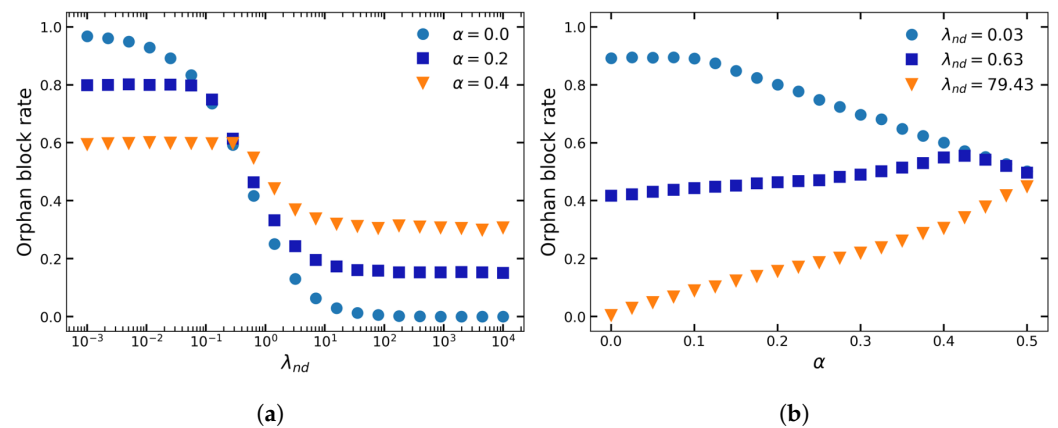 1.0
0.8
0.6
0.4
0.2
0.0
Orphan block rate
α = 0.0
α = 0.2
α = 0.4
10⁻³ 10⁻² 10⁻¹ 10⁰ 10¹ 10² 10³ 10⁴
λnd
(a)
1.0
0.8
0.6
0.4
0.2
0.0
Orphan block rate
λnd = 0.03
λnd = 0.63
λnd = 79.43
0.0 0.1 0.2 0.3 0.4 0.5
α
(b)